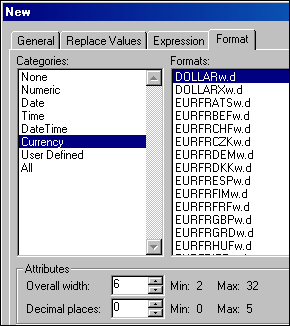 New
General Replace Values Expression Format
Categories: Formats:
None DOLLARw.d
Numeric DOLLARXw.d
Date EURFRATSw.d
Time EURFRBEFw.d
DateTime EURFRCHFw.d
Currency EURFRCZKw.d
User Defined EURFRDEMw.d
All EURFRDKKw.d
EURFRESPw.d
EURFRFIMw.d
EURFRFRFw.d
EURFRGBPw.d
EURFRGRDw.d
EURFRHUFw.d
Attributes
Overall width: 6 Min: 2 Max: 32
Decimal places: 0 Min: 0 Max: 5